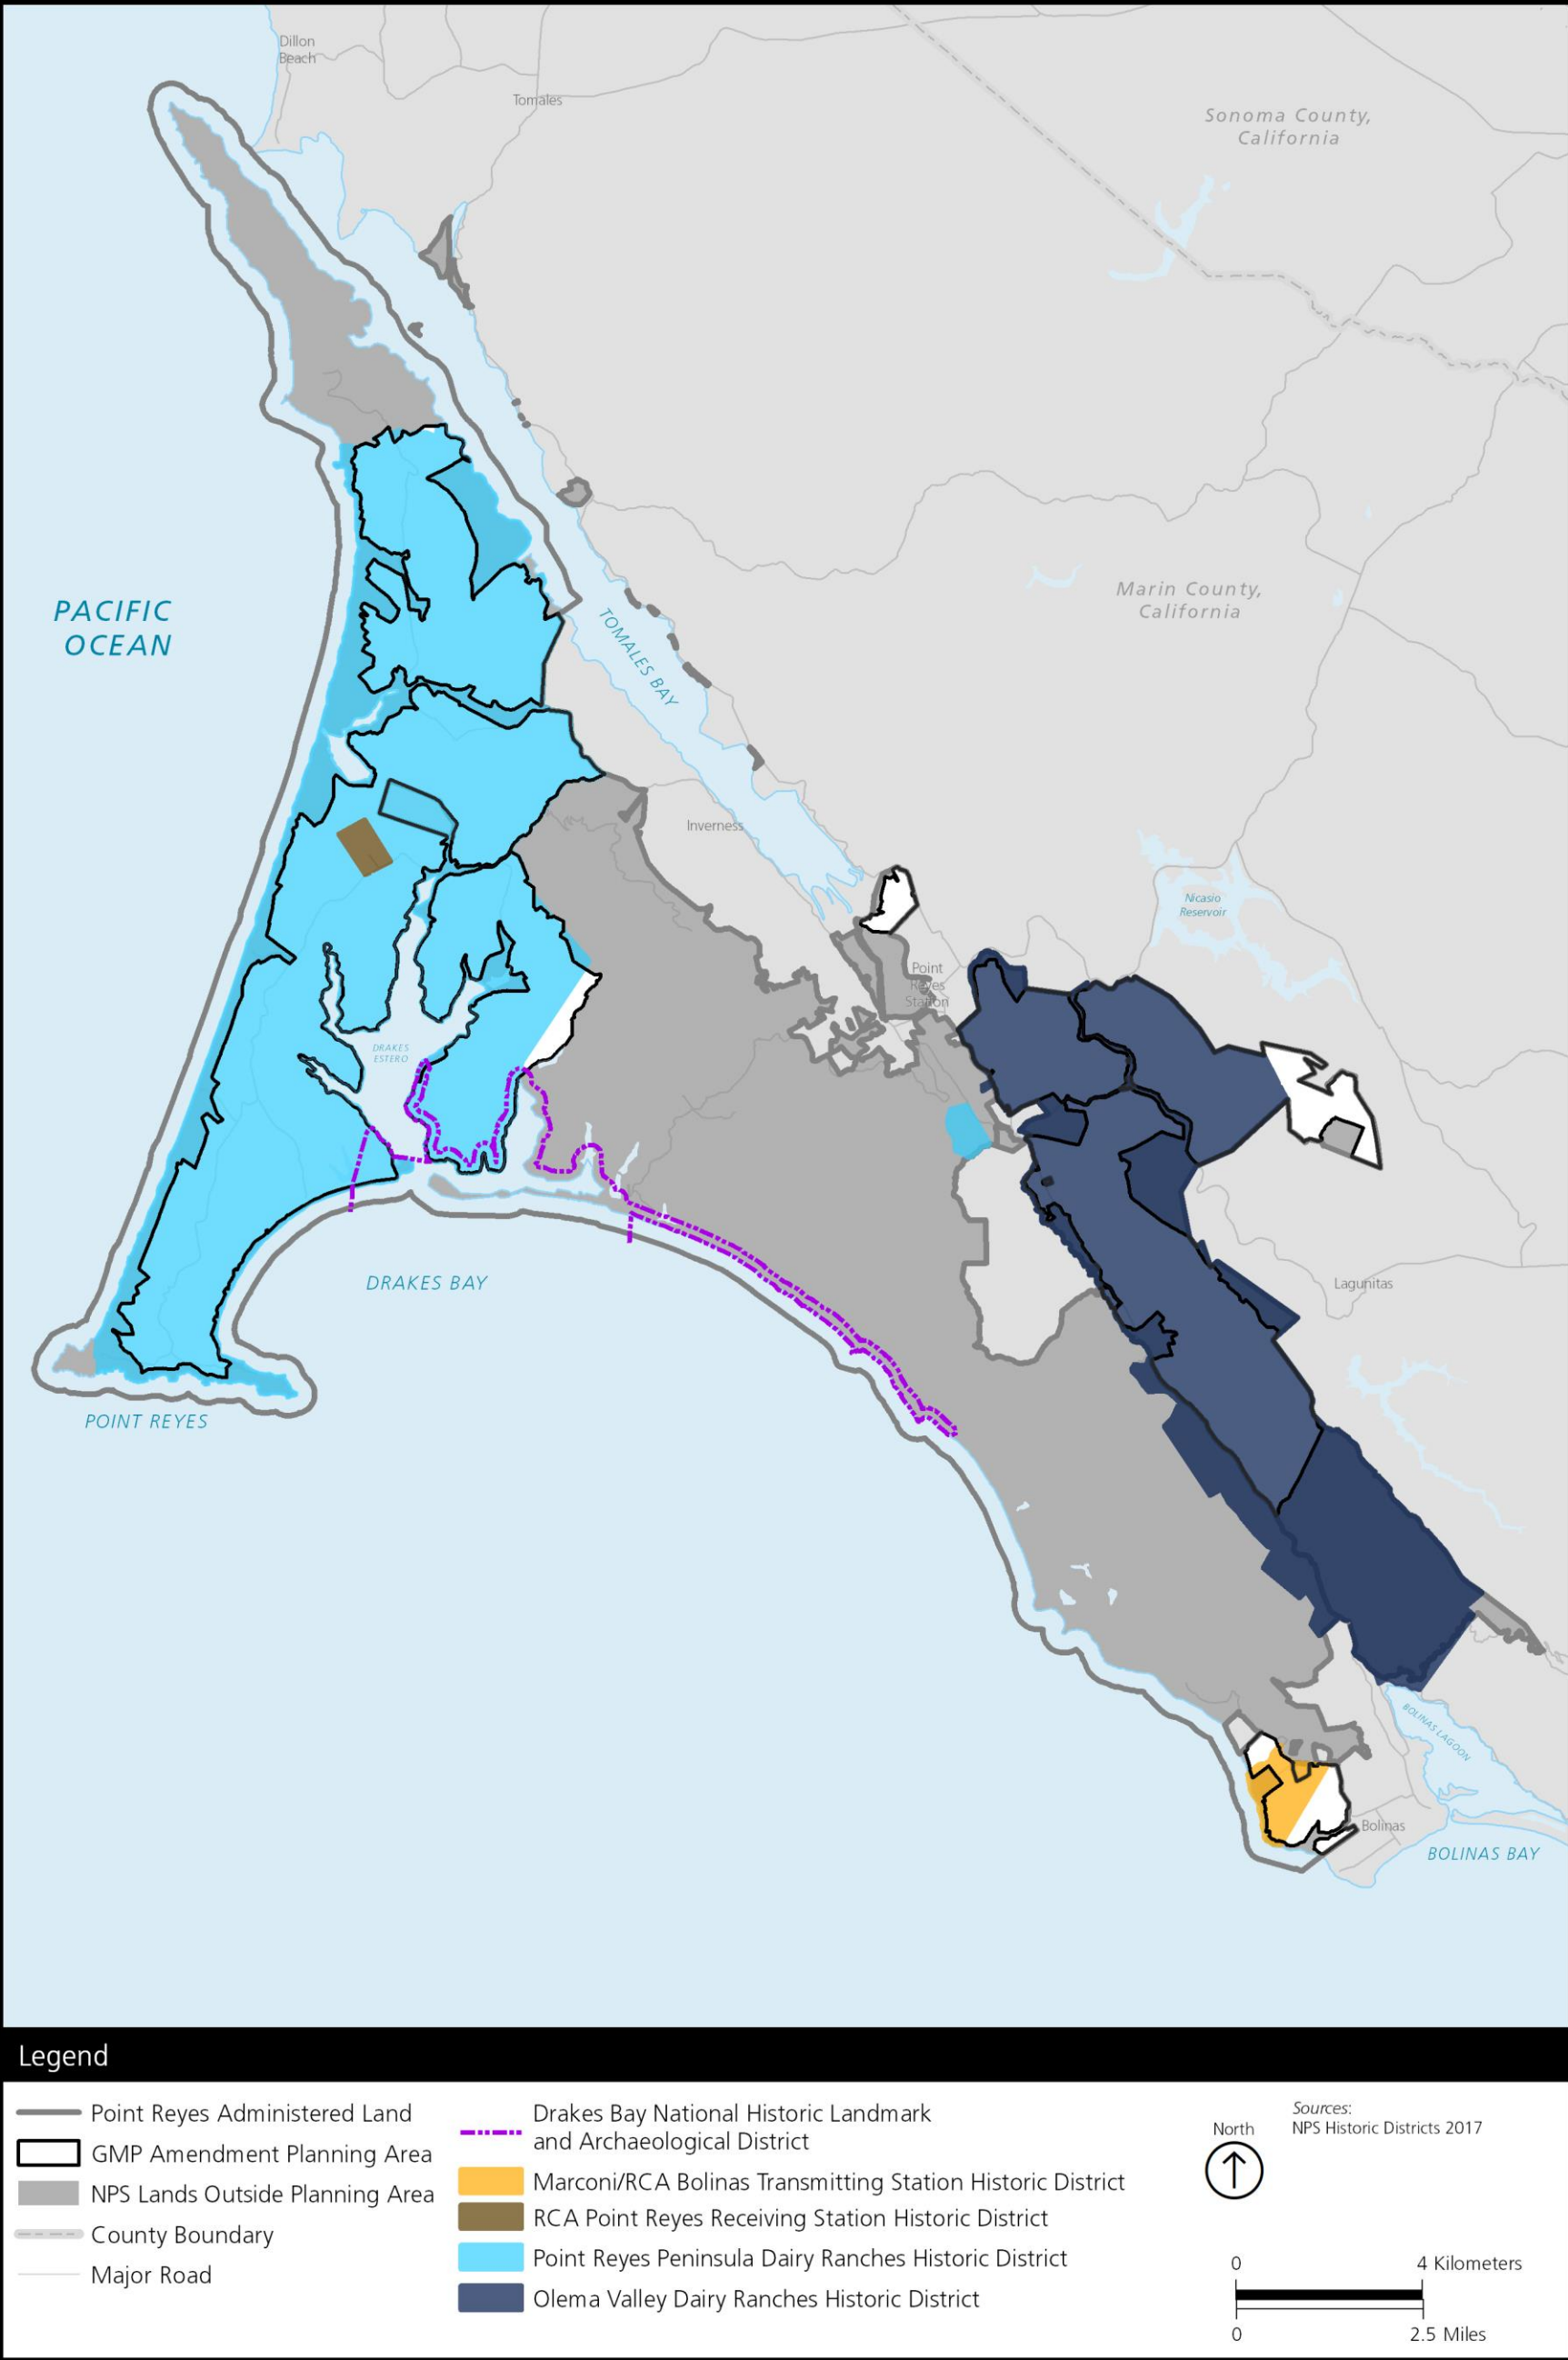 Dillon
Beach
Tomales
Sonoma County,
California
PACIFIC
OCEAN
Marin County,
California
TOMALES BAY
Inverness
Nicasio
Reservoir
Point
Reyes
Station
DRAKES
ESTERO
DRAKES BAY
Lagunitas
POINT REYES
BOLINAS LAGOON
Bolinas
BOLINAS BAY
Legend
Point Reyes Administered Land
GMP Amendment Planning Area
NPS Lands Outside Planning Area
County Boundary
Major Road
Drakes Bay National Historic Landmark
and Archaeological District
Marconi/RCA Bolinas Transmitting Station Historic District
RCA Point Reyes Receiving Station Historic District
Point Reyes Peninsula Dairy Ranches Historic District
Olema Valley Dairy Ranches Historic District
North
Sources:
NPS Historic Districts 2017
0 4 Kilometers
0 2.5 Miles